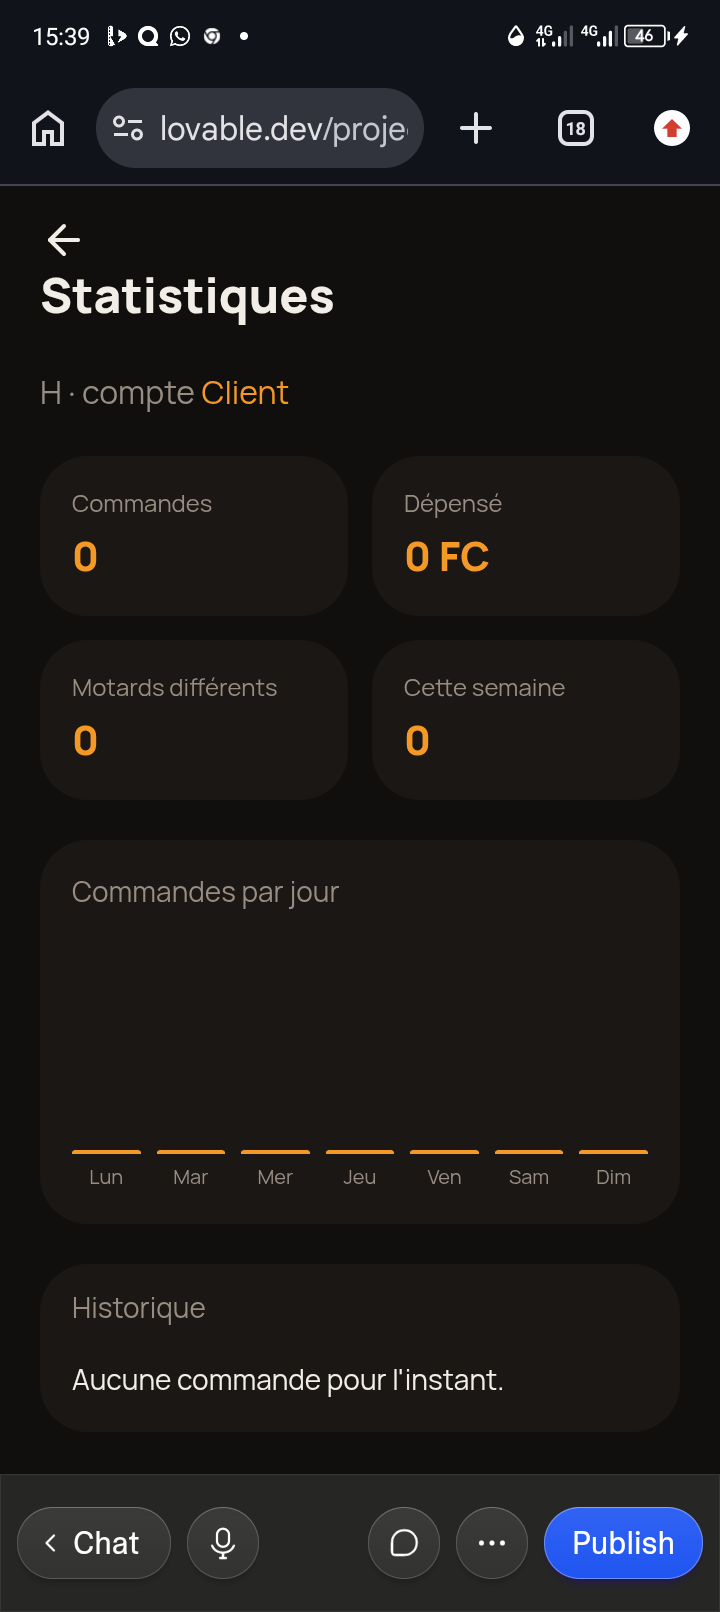 15:39
4G
4G
46
lovable.dev/proje
18
Statistiques
H · compte Client
Commandes
0
Dépensé
0 FC
Motards différents
0
Cette semaine
0
Commandes par jour
Lun Mar Mer Jeu Ven Sam Dim
Historique
Aucune commande pour l'instant.
Chat
Publish